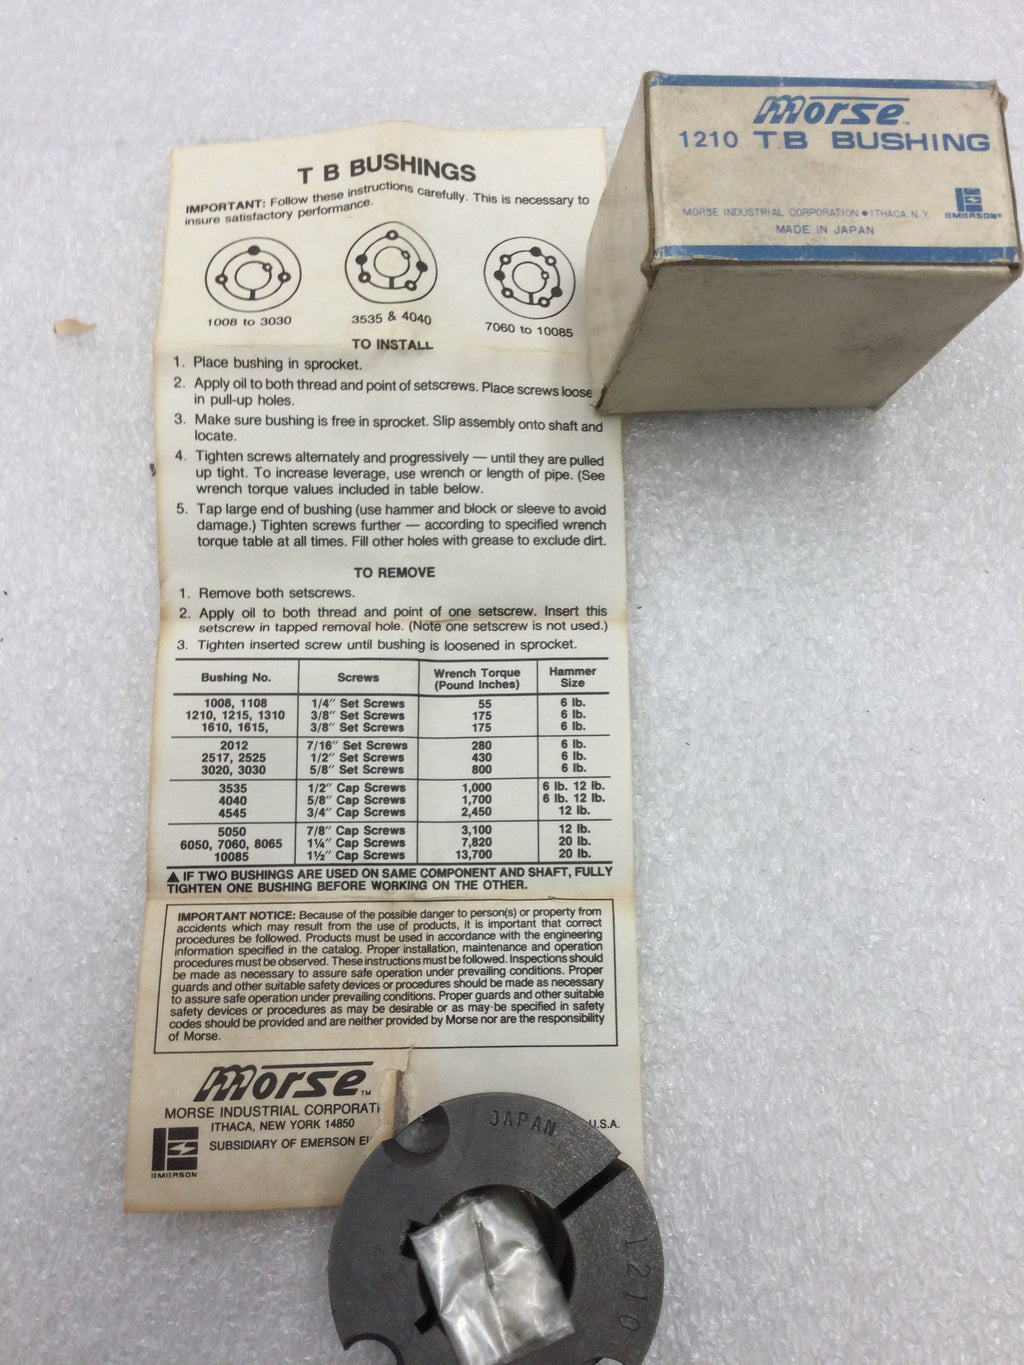 morse™
1210 TB BUSHING
MORSE INDUSTRIAL CORPORATION • ITHACA N.Y.
EMERSON®
MADE IN JAPAN
T B BUSHINGS
IMPORTANT: Follow these instructions carefully. This is necessary to
insure satisfactory performance.
1008 to 3030 3535 & 4040 7060 to 10085
TO INSTALL
1. Place bushing in sprocket.
2. Apply oil to both thread and point of setscrews. Place screws loose
in pull-up holes.
3. Make sure bushing is free in sprocket. Slip assembly onto shaft and
locate.
4. Tighten screws alternately and progressively — until they are pulled
up tight. To increase leverage, use wrench or length of pipe. (See
wrench torque values included in table below.
5. Tap large end of bushing (use hammer and block or sleeve to avoid
damage.) Tighten screws further — according to specified wrench
torque table at all times. Fill other holes with grease to exclude dirt.
TO REMOVE
1. Remove both setscrews.
2. Apply oil to both thread and point of one setscrew. Insert this
setscrew in tapped removal hole. (Note one setscrew is not used.)
3. Tighten inserted screw until bushing is loosened in sprocket.
Bushing No. Screws Wrench Torque (Pound Inches) Hammer Size
1008, 1108 1/4″ Set Screws 55 6 lb.
1210, 1215, 1310 3/8″ Set Screws 175 6 lb.
1610, 1615, 3/8″ Set Screws 175 6 lb.
2012 7/16″ Set Screws 280 6 lb.
2517, 2525 1/2″ Set Screws 430 6 lb.
3020, 3030 5/8″ Set Screws 800 6 lb.
3535 1/2″ Cap Screws 1,000 6 lb. 12 lb.
4040 5/8″ Cap Screws 1,700 6 lb. 12 lb.
4545 3/4″ Cap Screws 2,450 12 lb.
5050 7/8″ Cap Screws 3,100 12 lb.
6050, 7060, 8065 1¼″ Cap Screws 7,820 20 lb.
10085 1½″ Cap Screws 13,700 20 lb.
▲ IF TWO BUSHINGS ARE USED ON SAME COMPONENT AND SHAFT, FULLY
TIGHTEN ONE BUSHING BEFORE WORKING ON THE OTHER.
IMPORTANT NOTICE: Because of the possible danger to person(s) or property from
accidents which may result from the use of products, it is important that correct
procedures be followed. Products must be used in accordance with the engineering
information specified in the catalog. Proper installation, maintenance and operation
procedures must be observed. These instructions must be followed. Inspections should
be made as necessary to assure safe operation under prevailing conditions. Proper
guards and other suitable safety devices or procedures should be made as necessary
to assure safe operation under prevailing conditions. Proper guards and other suitable
safety devices or procedures as may be desirable or as may be specified in safety
codes should be provided and are neither provided by Morse nor are the responsibility
of Morse.
morse™
MORSE INDUSTRIAL CORPORATI
ITHACA, NEW YORK 14850
SUBSIDIARY OF EMERSON
EMERSON
U.S.A.
JAPAN
1210